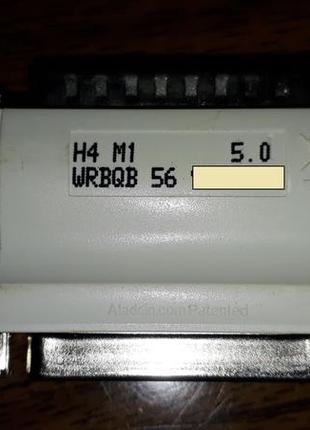 H4 M1 5.0
WRBQB 56
Aladdin.com Patented